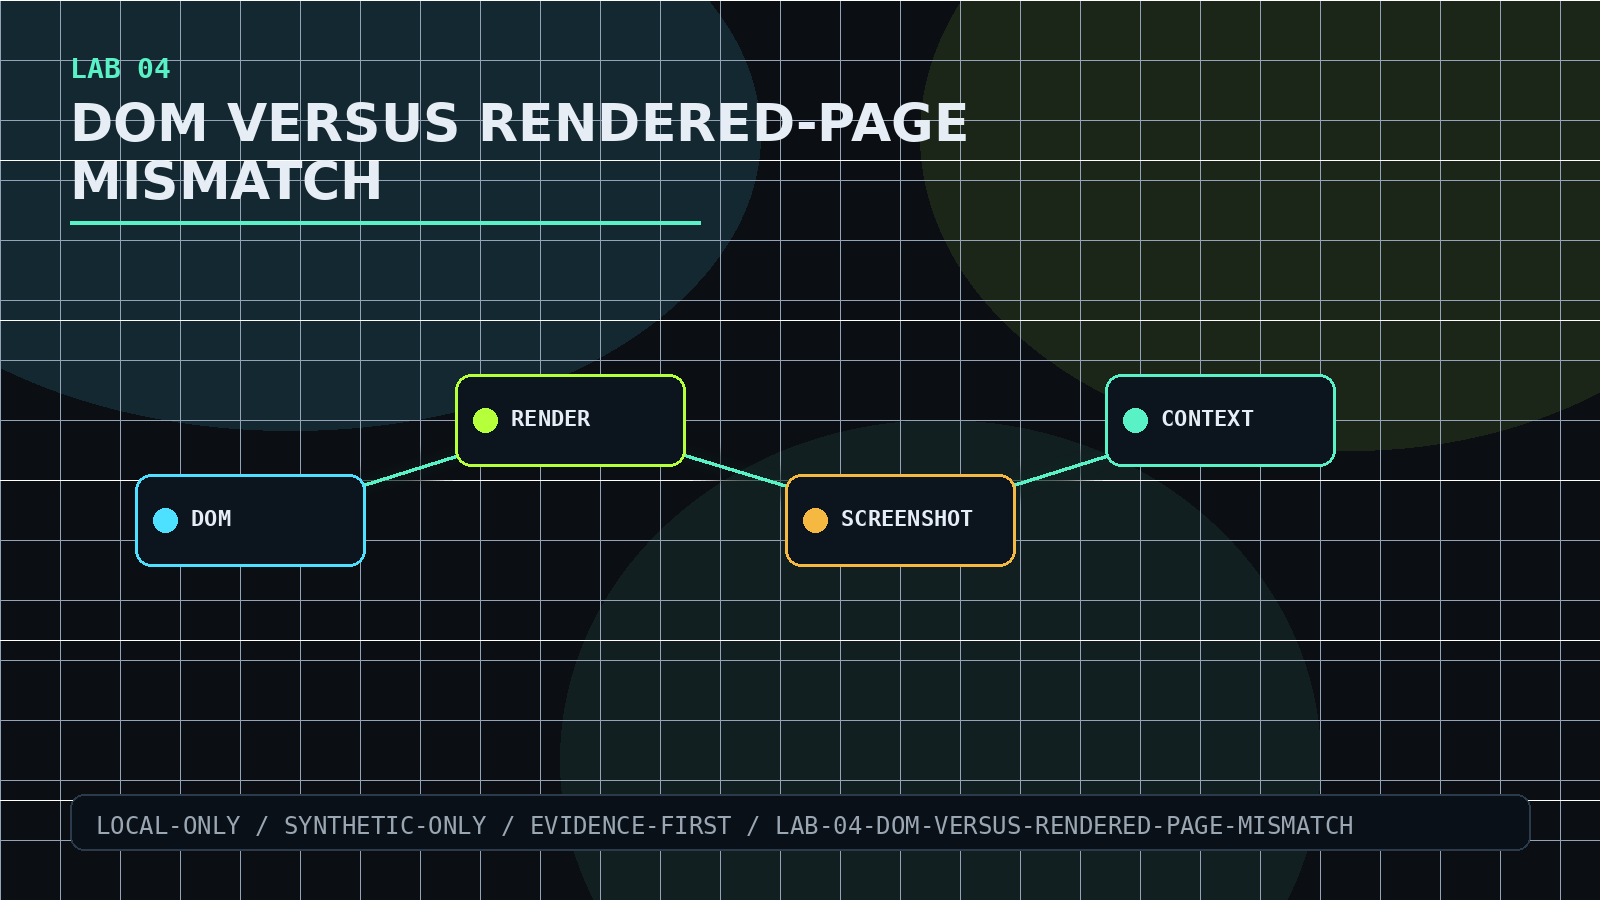 LAB 04
DOM VERSUS RENDERED-PAGE
MISMATCH
RENDER
CONTEXT
DOM
SCREENSHOT
LOCAL-ONLY / SYNTHETIC-ONLY / EVIDENCE-FIRST / LAB-04-DOM-VERSUS-RENDERED-PAGE-MISMATCH